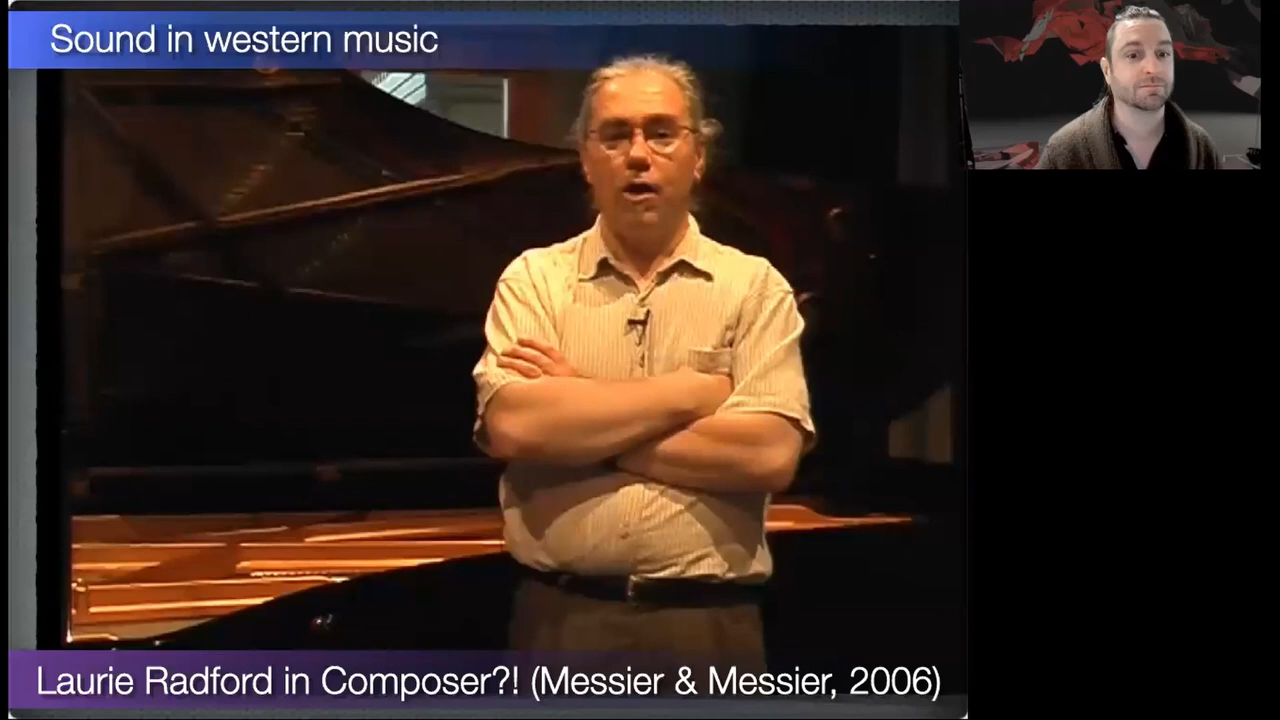 Sound in western music
Laurie Radford in Composer?! (Messier & Messier, 2006)